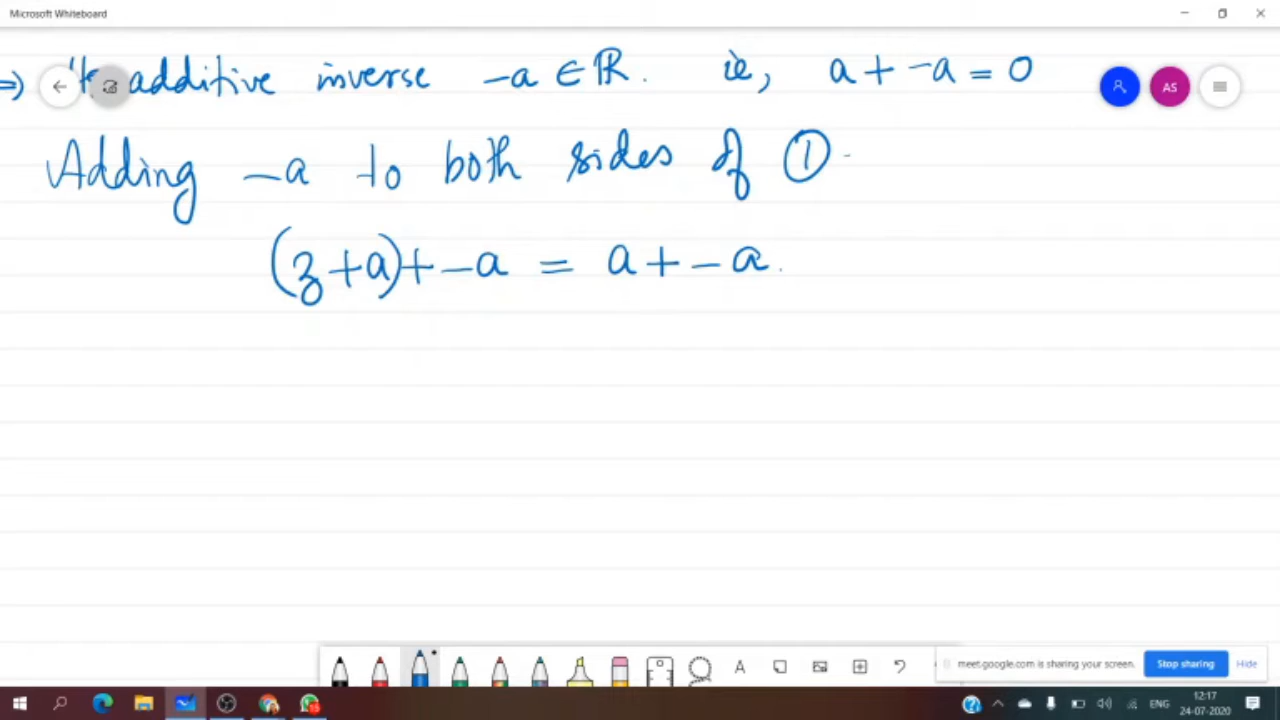 Microsoft Whiteboard
⇒ additive inverse -a ∈ ℝ. ie, a + -a = 0
AS
Adding -a to both sides of ①.
(z + a) + -a = a + -a.
A
meet.google.com is sharing your screen. Stop sharing Hide
ENG
12:17
24-07-2020